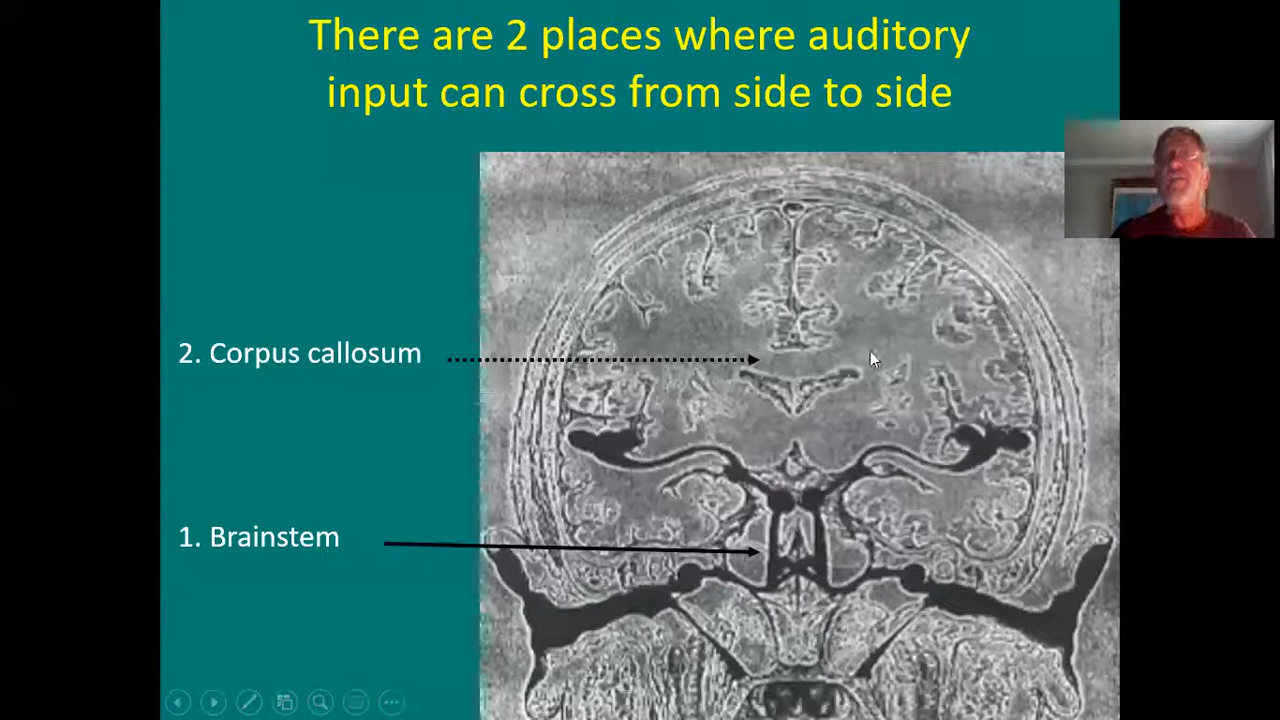 There are 2 places where auditory
input can cross from side to side
2. Corpus callosum
1. Brainstem